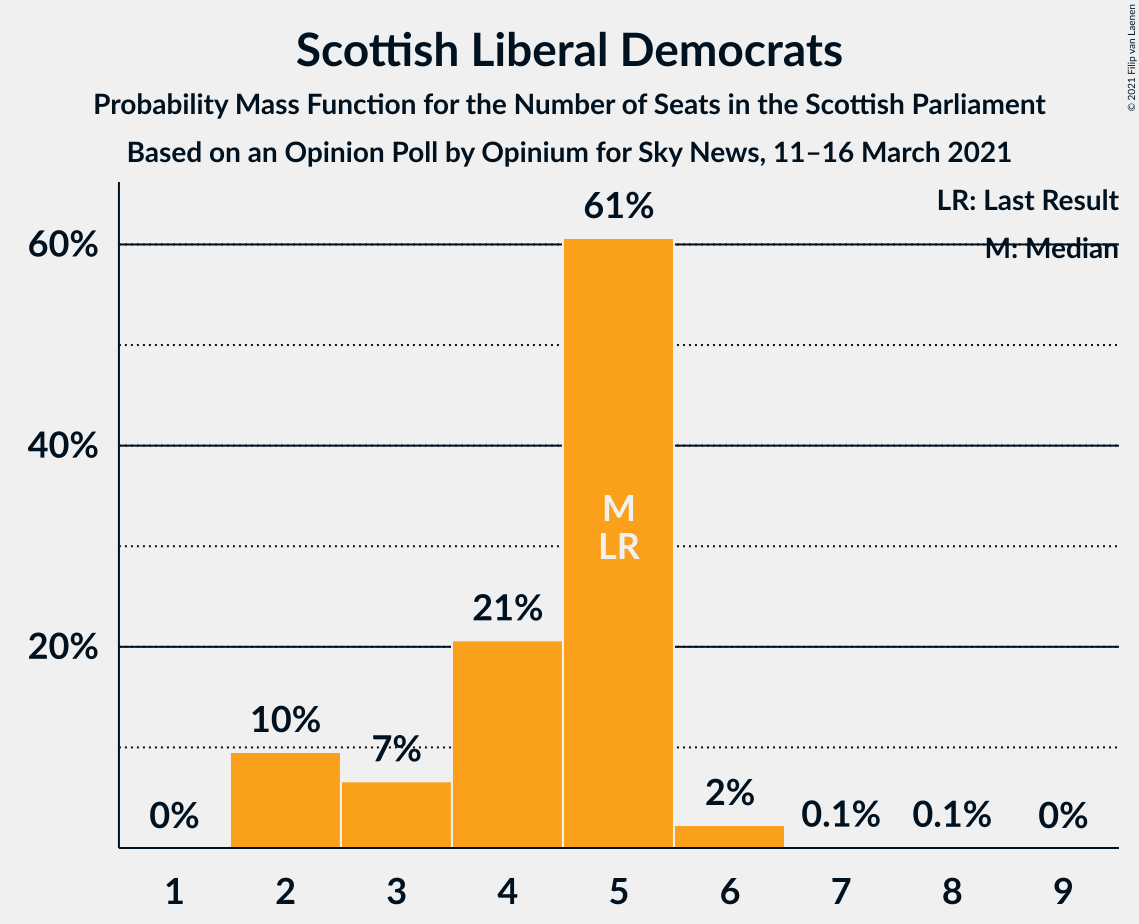 Scottish Liberal Democrats
Probability Mass Function for the Number of Seats in the Scottish Parliament
Based on an Opinion Poll by Opinium for Sky News, 11–16 March 2021
© 2021 Filip van Laenen
LR: Last Result
M: Median
60%
40%
20%
0%
10%
7%
21%
61%
M
LR
2%
0.1%
0.1%
0%
1 2 3 4 5 6 7 8 9